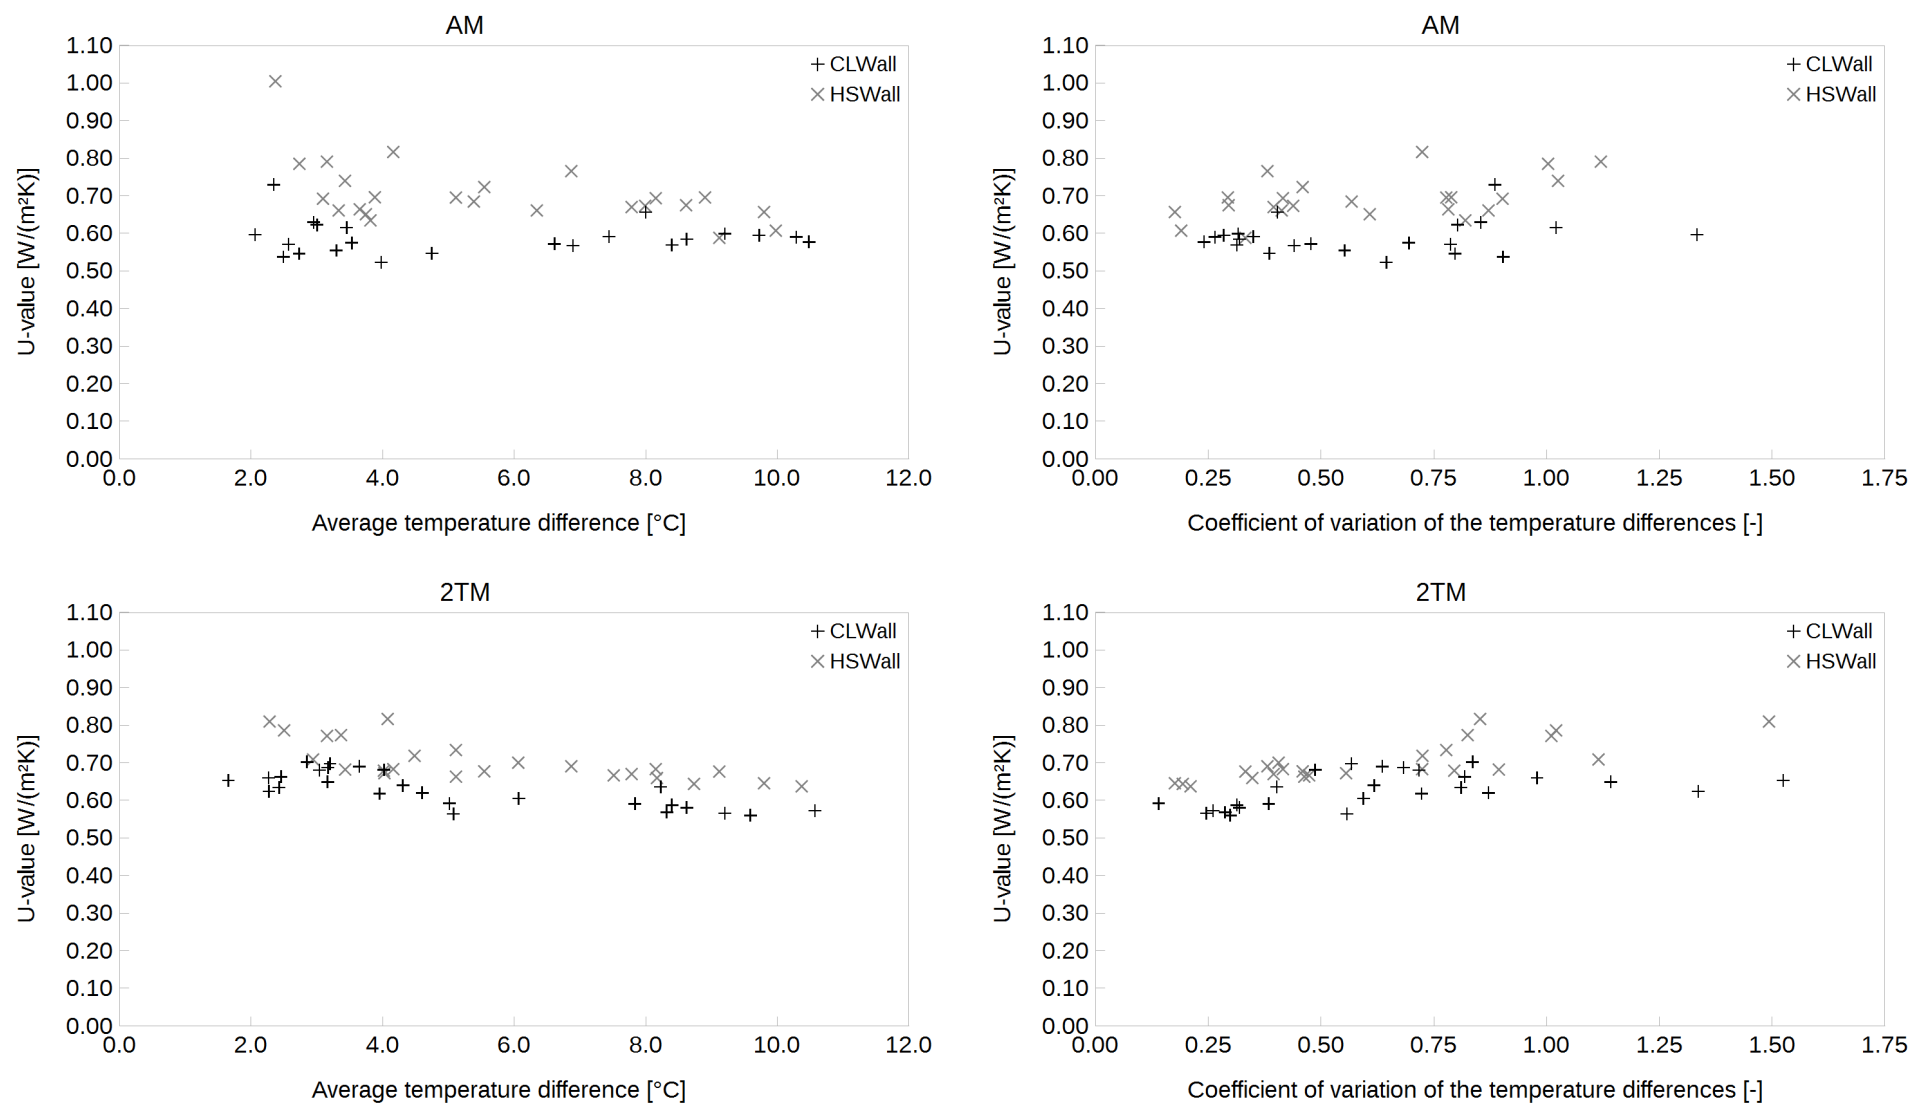 AM
1.10
1.00
0.90
0.80
0.70
0.60
0.50
0.40
0.30
0.20
0.10
0.00
0.0 2.0 4.0 6.0 8.0 10.0 12.0
U-value [W/(m²K)]
Average temperature difference [°C]
CLWall
HSWall
AM
1.10
1.00
0.90
0.80
0.70
0.60
0.50
0.40
0.30
0.20
0.10
0.00
0.00 0.25 0.50 0.75 1.00 1.25 1.50 1.75
U-value [W/(m²K)]
Coefficient of variation of the temperature differences [-]
CLWall
HSWall
2TM
1.10
1.00
0.90
0.80
0.70
0.60
0.50
0.40
0.30
0.20
0.10
0.00
0.0 2.0 4.0 6.0 8.0 10.0 12.0
U-value [W/(m²K)]
Average temperature difference [°C]
CLWall
HSWall
2TM
1.10
1.00
0.90
0.80
0.70
0.60
0.50
0.40
0.30
0.20
0.10
0.00
0.00 0.25 0.50 0.75 1.00 1.25 1.50 1.75
U-value [W/(m²K)]
Coefficient of variation of the temperature differences [-]
CLWall
HSWall